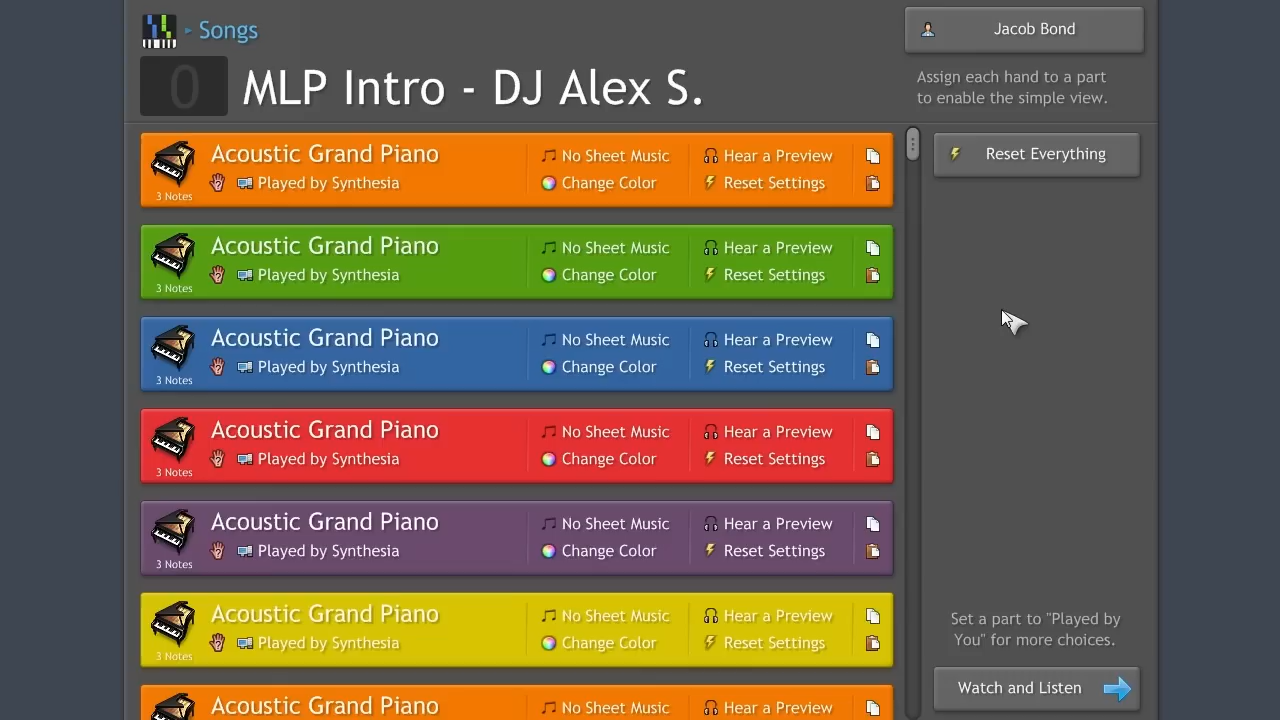 Songs
Jacob Bond
0
MLP Intro - DJ Alex S.
Assign each hand to a part
to enable the simple view.
Acoustic Grand Piano
No Sheet Music
Hear a Preview
Reset Everything
Played by Synthesia
Change Color
Reset Settings
3 Notes
Acoustic Grand Piano
No Sheet Music
Hear a Preview
Played by Synthesia
Change Color
Reset Settings
3 Notes
Acoustic Grand Piano
No Sheet Music
Hear a Preview
Played by Synthesia
Change Color
Reset Settings
3 Notes
Acoustic Grand Piano
No Sheet Music
Hear a Preview
Played by Synthesia
Change Color
Reset Settings
3 Notes
Acoustic Grand Piano
No Sheet Music
Hear a Preview
Played by Synthesia
Change Color
Reset Settings
3 Notes
Acoustic Grand Piano
No Sheet Music
Hear a Preview
Played by Synthesia
Change Color
Reset Settings
3 Notes
Set a part to "Played by
You" for more choices.
Watch and Listen
Acoustic Grand Piano
No Sheet Music
Hear a Preview